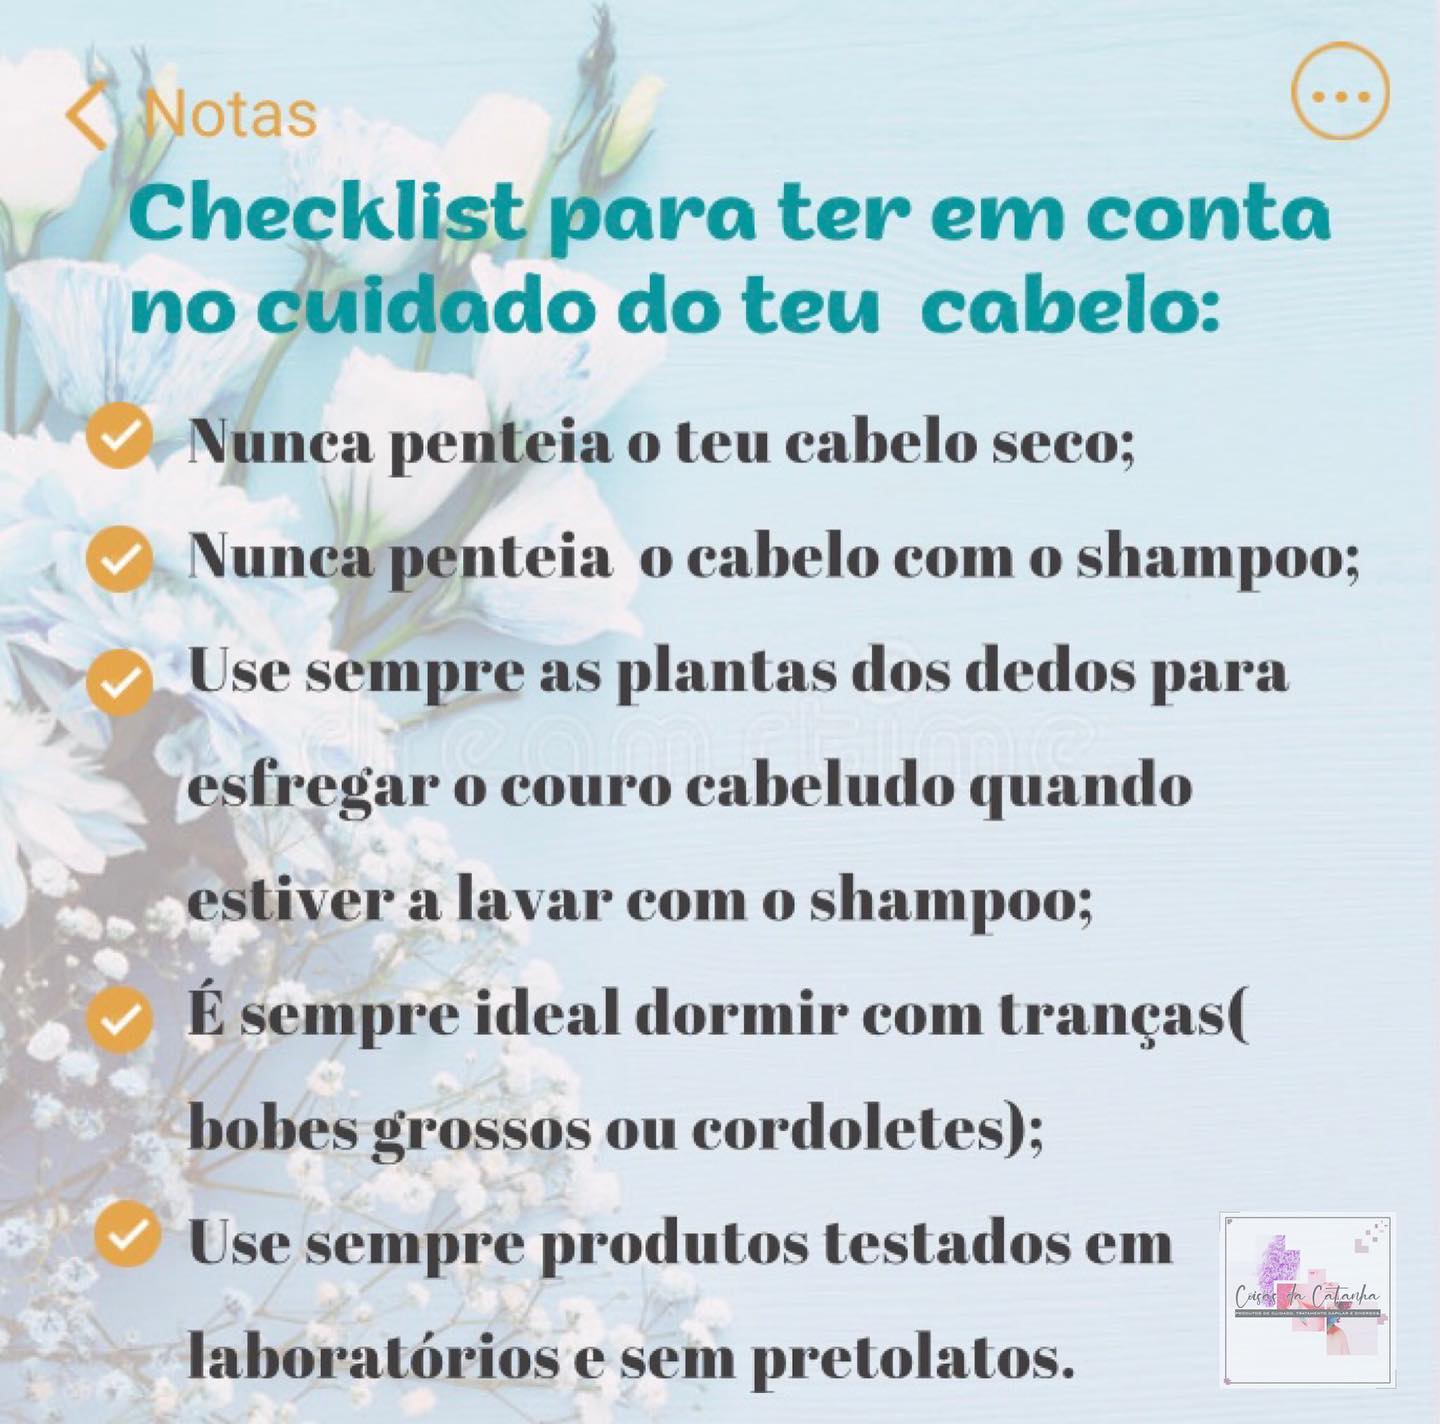 Notas
Checklist para ter em conta
no cuidado do teu cabelo:
Nunca penteia o teu cabelo seco;
Nunca penteia o cabelo com o shampoo;
Use sempre as plantas dos dedos para
esfregar o couro cabeludo quando
estiver a lavar com o shampoo;
É sempre ideal dormir com tranças(
bobes grossos ou cordoletes);
Use sempre produtos testados em
laboratórios e sem pretolatos.
dreamstime
Coisas da Catanha
PRODUTOS DE CUIDADO, TRATAMENTO CAPILAR E DIVERSOS